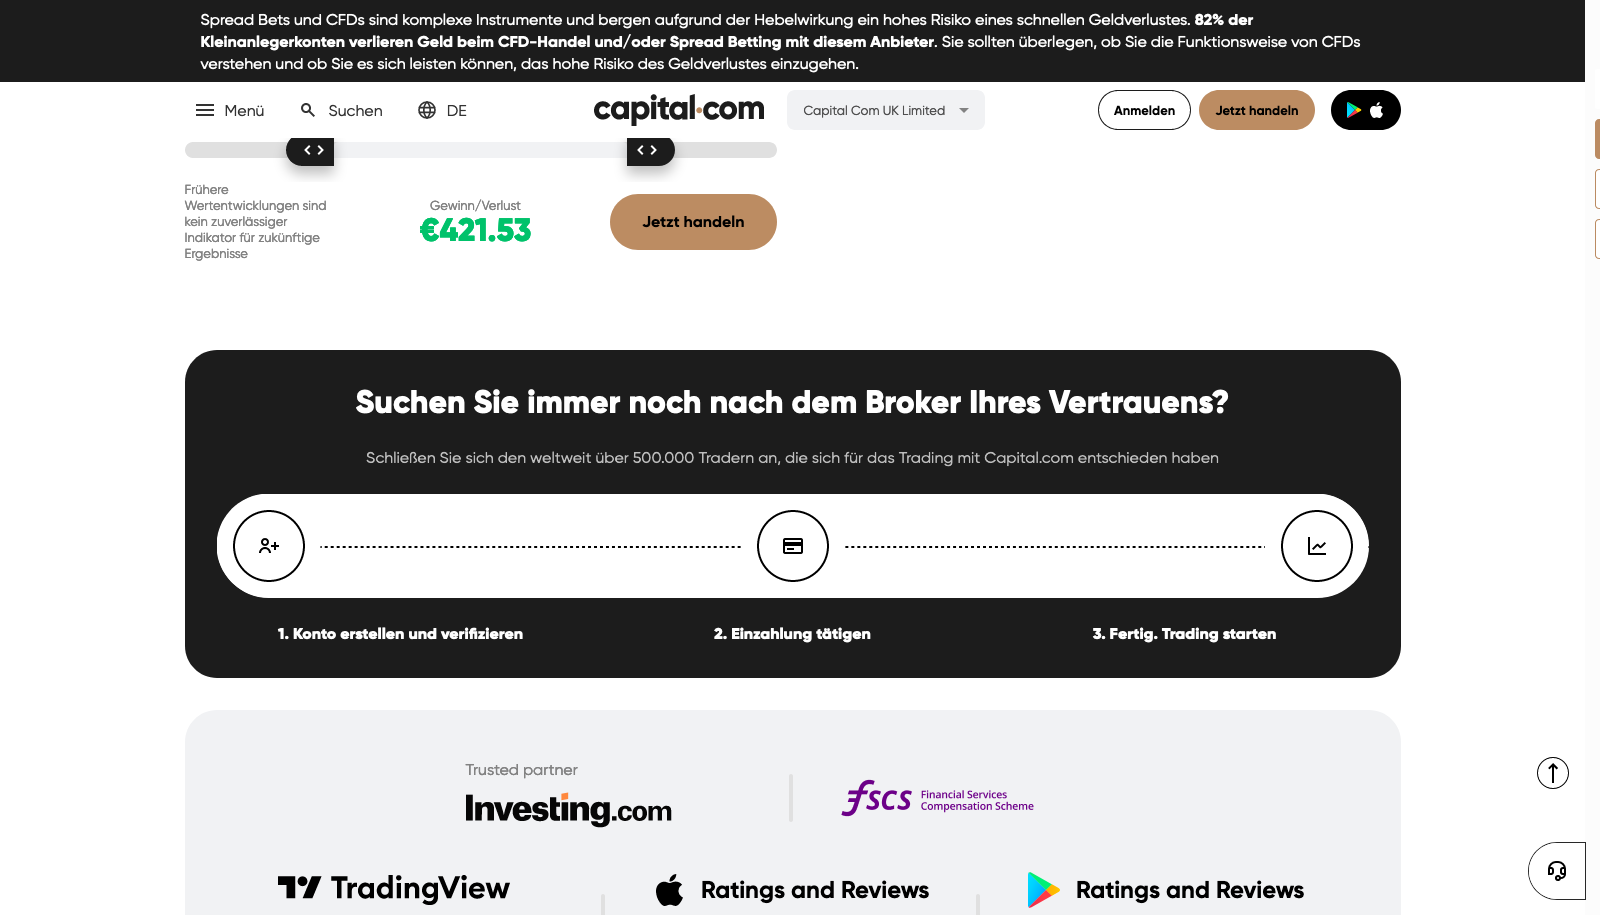 Spread Bets und CFDs sind komplexe Instrumente und bergen aufgrund der Hebelwirkung ein hohes Risiko eines schnellen Geldverlustes. 82% der
Kleinanlegerkonten verlieren Geld beim CFD-Handel und/oder Spread Betting mit diesem Anbieter. Sie sollten überlegen, ob Sie die Funktionsweise von CFDs
verstehen und ob Sie es sich leisten können, das hohe Risiko des Geldverlustes einzugehen.
Menü Suchen DE capital.com Capital Com UK Limited Anmelden Jetzt handeln
Frühere
Wertentwicklungen sind
kein zuverlässiger
Indikator für zukünftige
Ergebnisse
Gewinn/Verlust
€421.53
Jetzt handeln
Suchen Sie immer noch nach dem Broker Ihres Vertrauens?
Schließen Sie sich den weltweit über 500.000 Tradern an, die sich für das Trading mit Capital.com entschieden haben
1. Konto erstellen und verifizieren 2. Einzahlung tätigen 3. Fertig. Trading starten
Trusted partner
Investing.com
fscs Financial Services
Compensation Scheme
TradingView Ratings and Reviews Ratings and Reviews